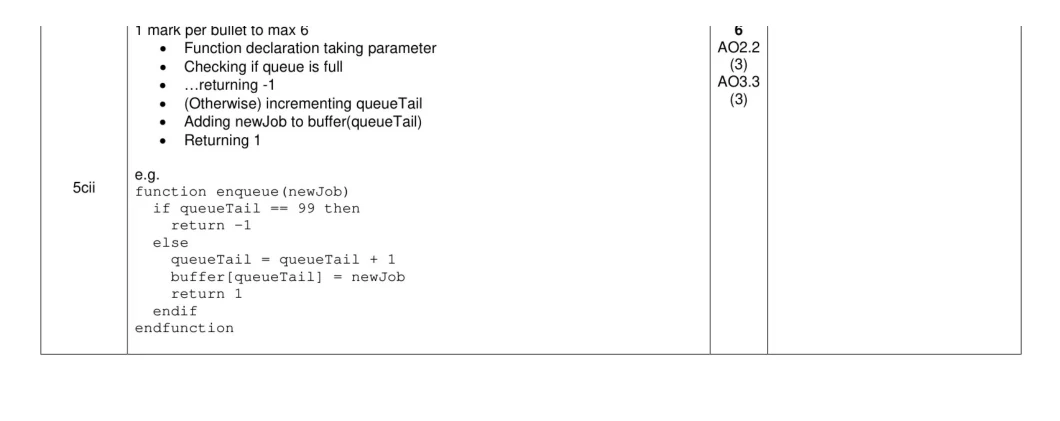 1 mark per bullet to max 6
• Function declaration taking parameter
• Checking if queue is full
• …returning -1
• (Otherwise) incrementing queueTail
• Adding newJob to buffer(queueTail)
• Returning 1
e.g.
function enqueue(newJob)
  if queueTail == 99 then
    return -1
  else
    queueTail = queueTail + 1
    buffer[queueTail] = newJob
    return 1
  endif
endfunction
5cii
6
AO2.2
(3)
AO3.3
(3)